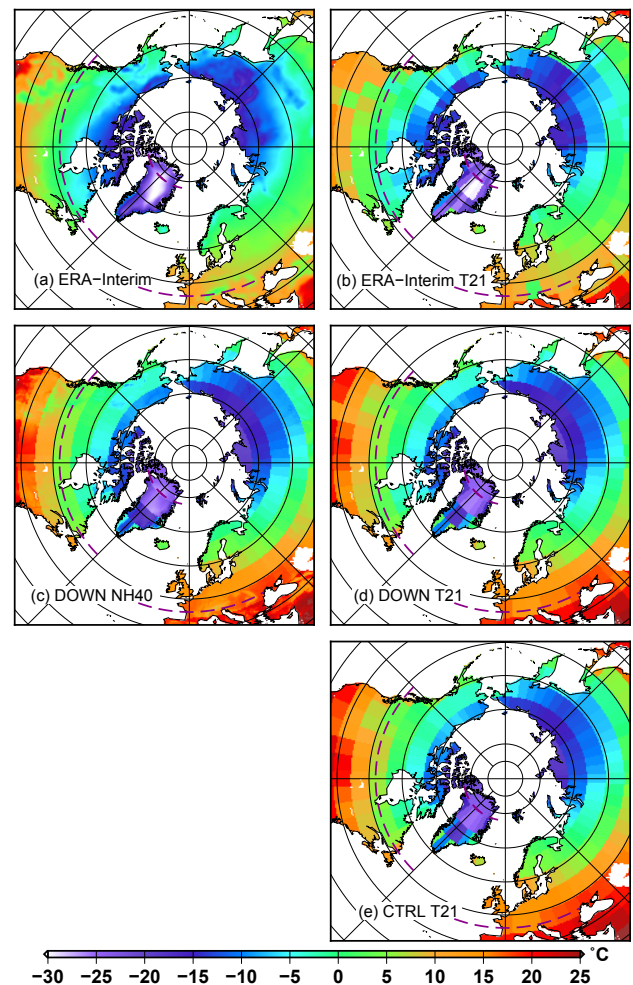 (a) ERA−Interim
(b) ERA−Interim T21
(c) DOWN NH40
(d) DOWN T21
(e) CTRL T21
˚C
−30 −25 −20 −15 −10 −5 0 5 10 15 20 25